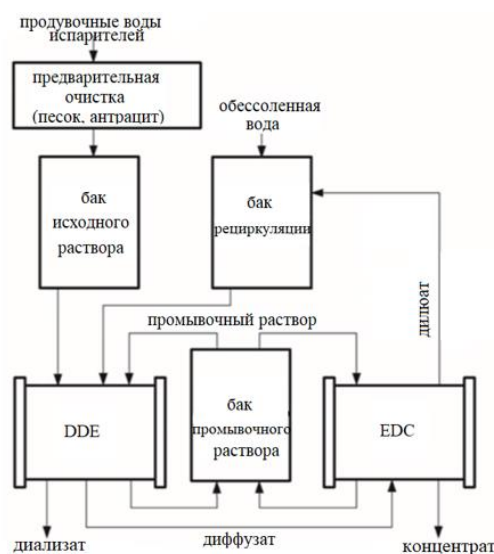 продувочные воды
испарителей
предварительная
очистка
(песок, антрацит)
обессоленная
вода
бак
исходного
раствора
бак
рециркуляции
промывочный раствор
дилюат
DDE
бак
промывочного
раствора
EDC
диализат
диффузат
концентрат